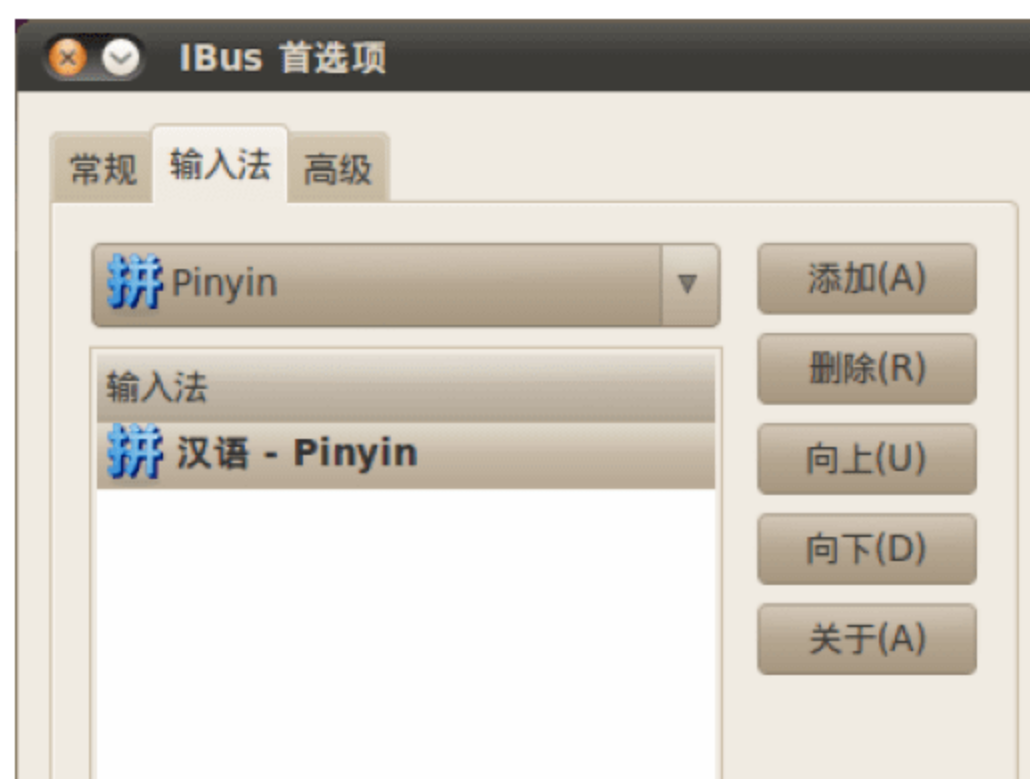 IBus 首选项
常规 输入法 高级
拼 Pinyin
添加(A)
输入法
删除(R)
拼 汉语 - Pinyin
向上(U)
向下(D)
关于(A)